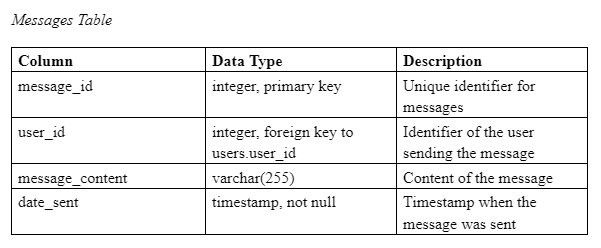 Messages Table
Column Data Type Description
message_id integer, primary key Unique identifier for
messages
user_id integer, foreign key to Identifier of the user
users.user_id sending the message
message_content varchar(255) Content of the message
date_sent timestamp, not null Timestamp when the
message was sent